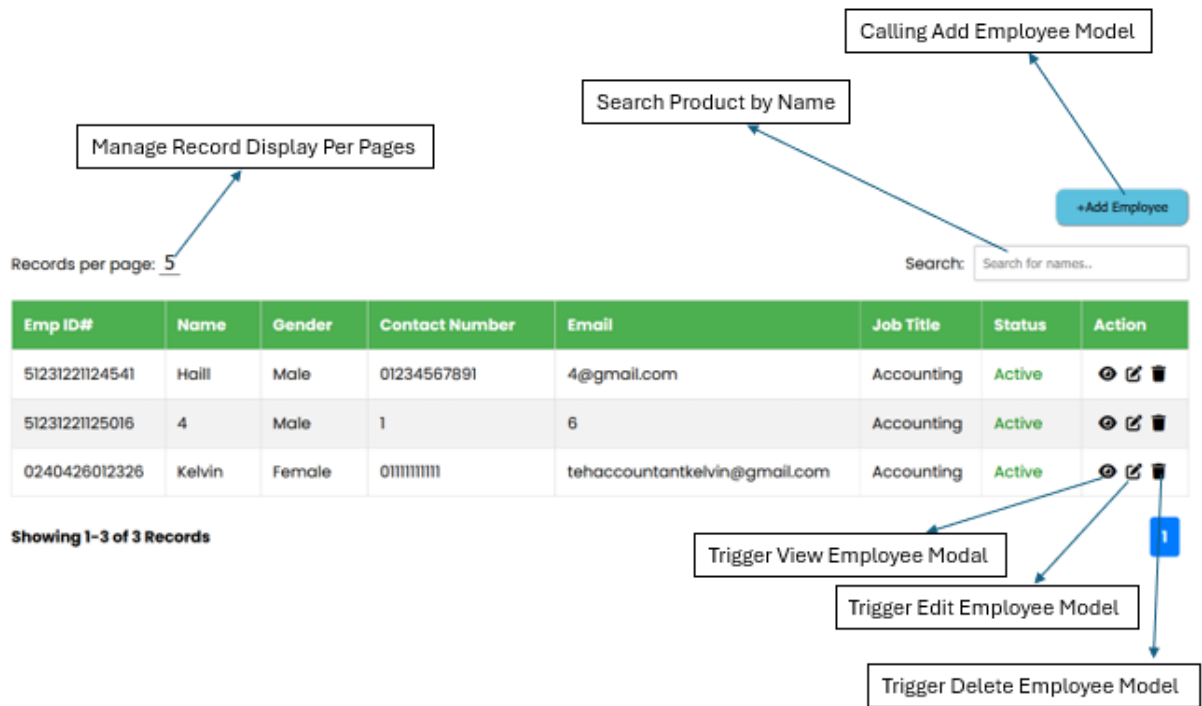 Calling Add Employee Model
Search Product by Name
Manage Record Display Per Pages
+Add Employee
Records per page: 5
Search: Search for names..
Emp ID# Name Gender Contact Number Email Job Title Status Action
51231221124541 Haill Male 01234567891 4@gmail.com Accounting Active
51231221125016 4 Male 1 6 Accounting Active
0240426012326 Kelvin Female 01111111111 tehaccountantkelvin@gmail.com Accounting Active
Showing 1-3 of 3 Records
1
Trigger View Employee Modal
Trigger Edit Employee Model
Trigger Delete Employee Model